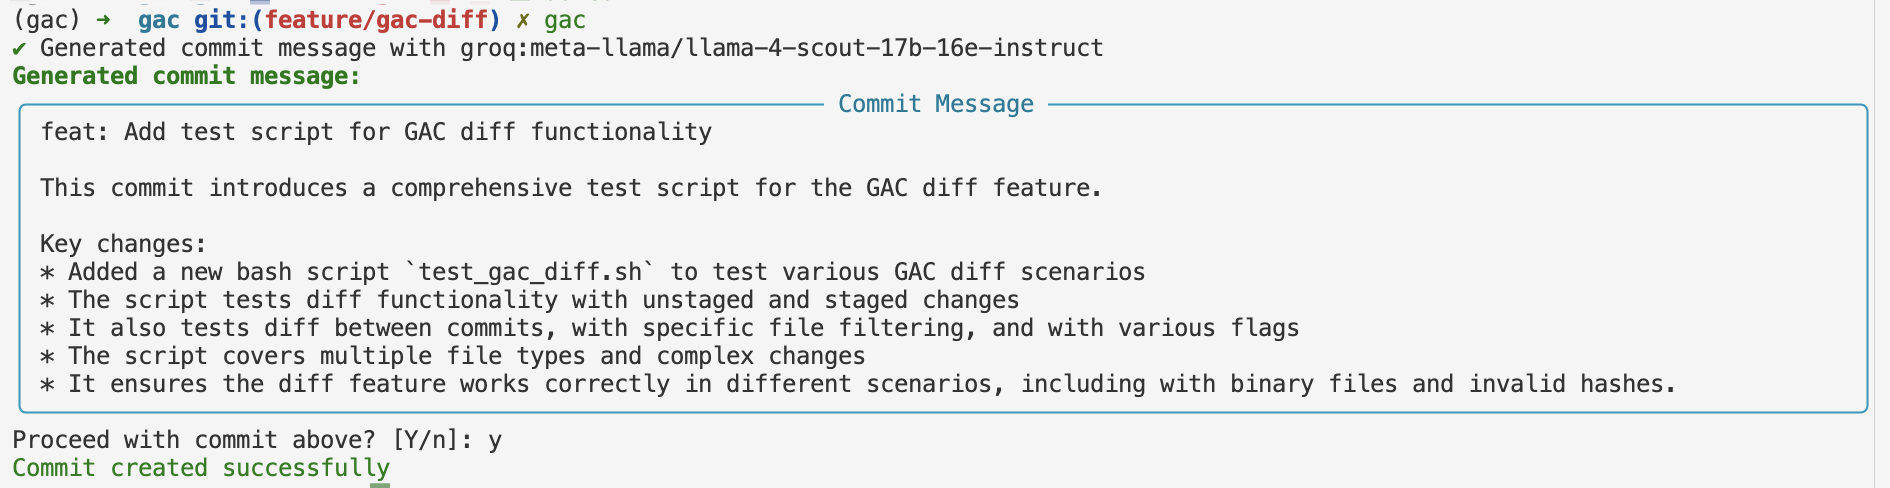 (gac) ➜  gac git:(feature/gac-diff) ✗ gac
✔ Generated commit message with groq:meta-llama/llama-4-scout-17b-16e-instruct
Generated commit message:
Commit Message
feat: Add test script for GAC diff functionality
This commit introduces a comprehensive test script for the GAC diff feature.
Key changes:
* Added a new bash script `test_gac_diff.sh` to test various GAC diff scenarios
* The script tests diff functionality with unstaged and staged changes
* It also tests diff between commits, with specific file filtering, and with various flags
* The script covers multiple file types and complex changes
* It ensures the diff feature works correctly in different scenarios, including with binary files and invalid hashes.
Proceed with commit above? [Y/n]: y
Commit created successfully